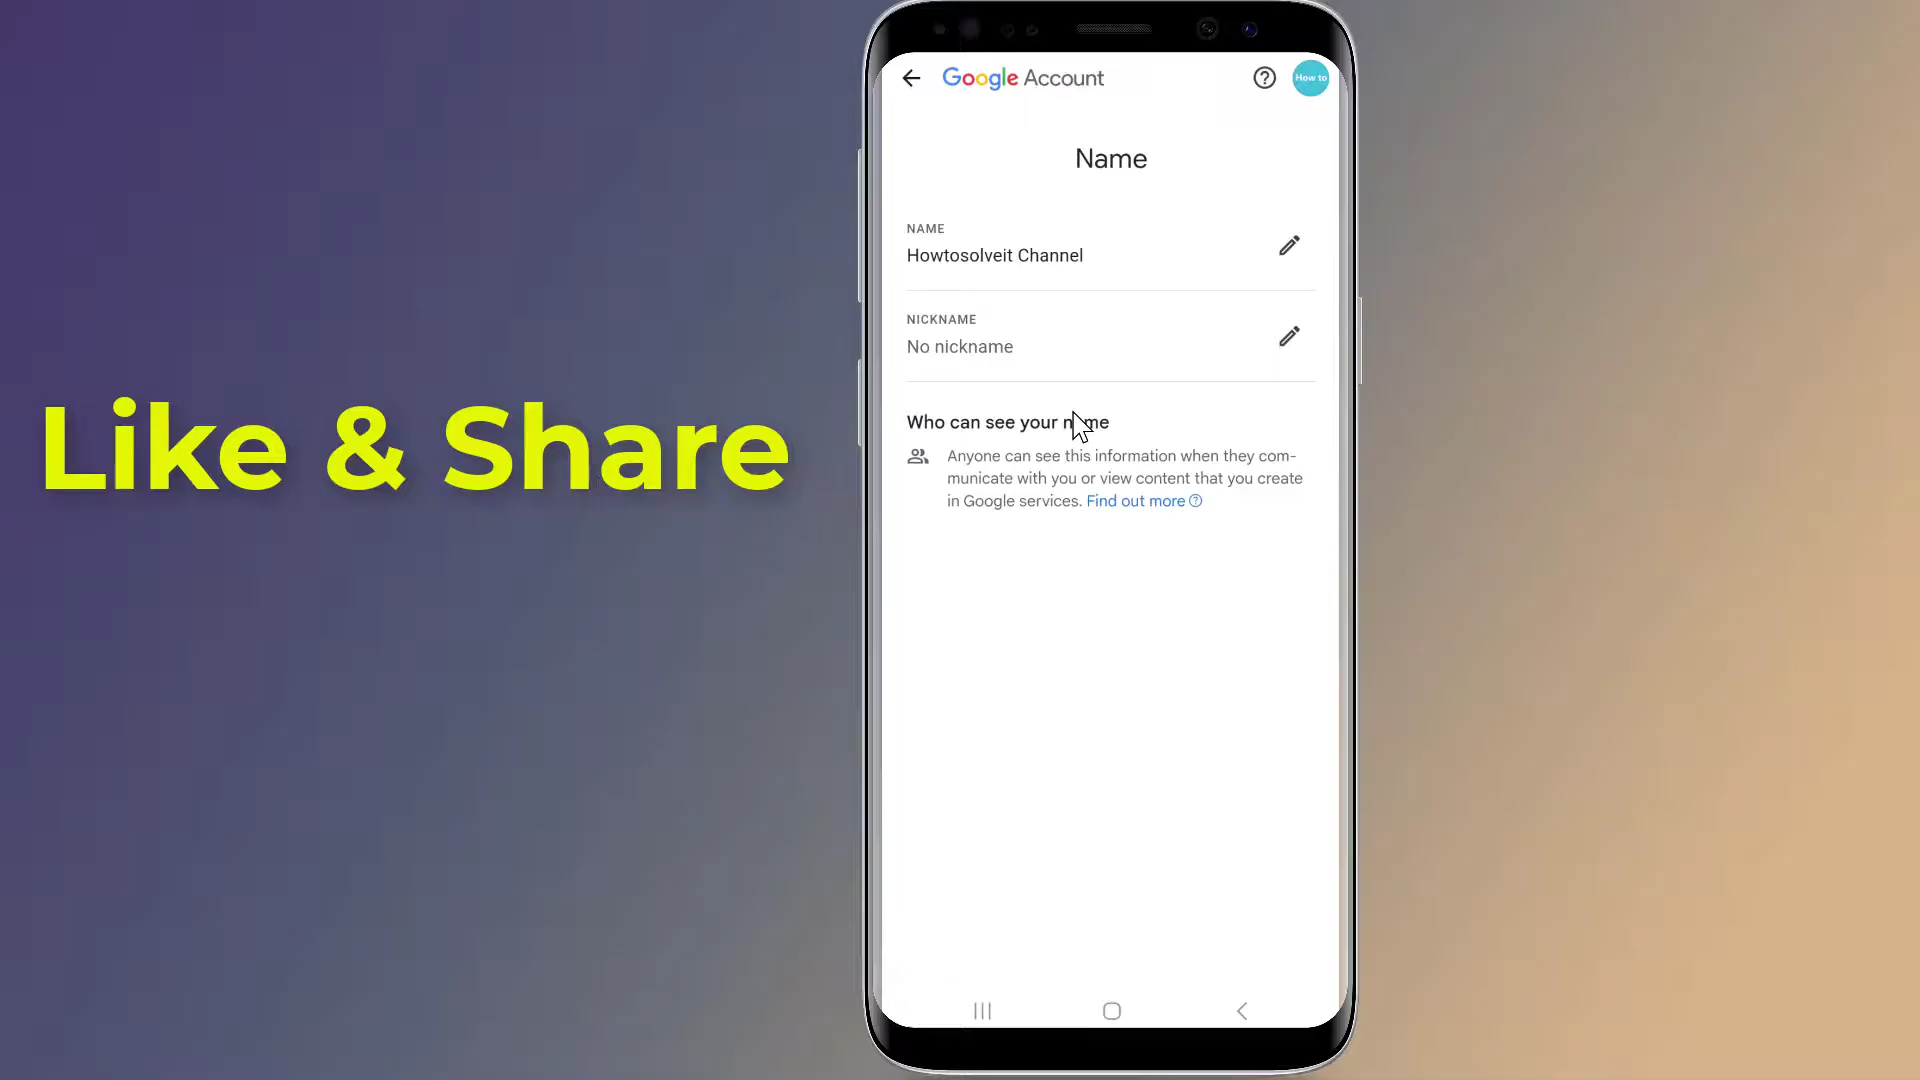 Google Account
How to
Name
NAME
Howtosolveit Channel
NICKNAME
No nickname
Who can see your name
Anyone can see this information when they com-
municate with you or view content that you create
in Google services. Find out more
Like & Share